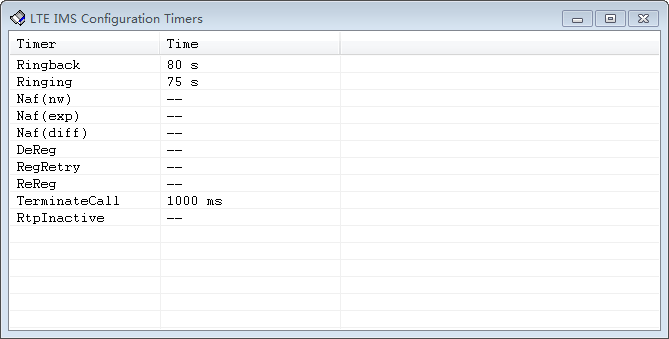 LTE IMS Configuration Timers
Timer Time
Ringback 80 s
Ringing 75 s
Naf(nw) --
Naf(exp) --
Naf(diff) --
DeReg --
RegRetry --
ReReg --
TerminateCall 1000 ms
RtpInactive --